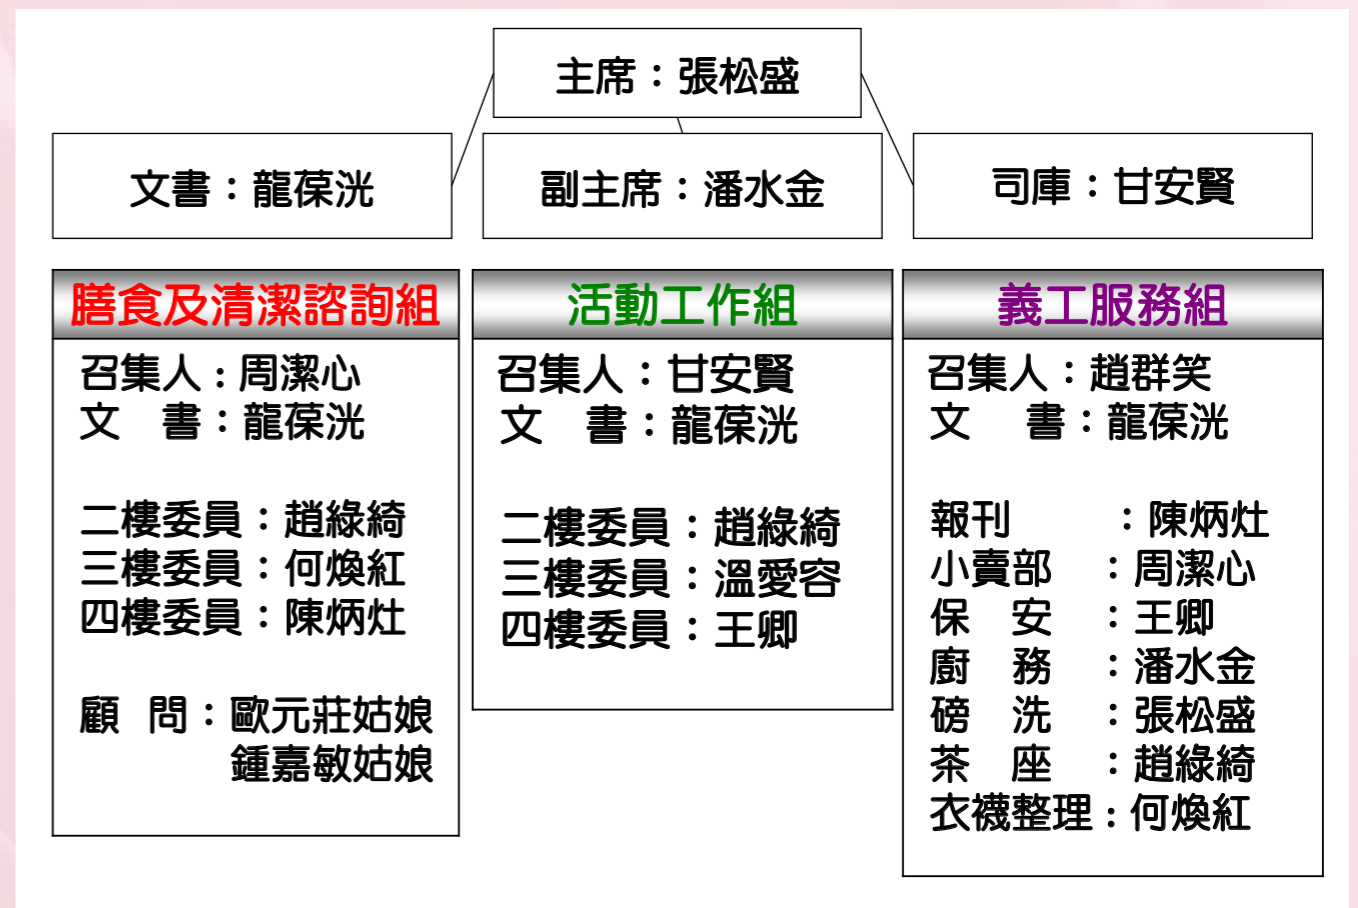 主席：張松盛
文書：龍葆洸
副主席：潘水金
司庫：甘安賢
膳食及清潔諮詢組
召集人：周潔心
文　書：龍葆洸
二樓委員：趙綠綺
三樓委員：何煥紅
四樓委員：陳炳灶
顧　問：歐元莊姑娘
鍾嘉敏姑娘
活動工作組
召集人：甘安賢
文　書：龍葆洸
二樓委員：趙綠綺
三樓委員：溫愛容
四樓委員：王卿
義工服務組
召集人：趙群笑
文　書：龍葆洸
報刊　　：陳炳灶
小賣部　：周潔心
保　安　：王卿
廚　務　：潘水金
磅　洗　：張松盛
茶　座　：趙綠綺
衣襪整理：何煥紅